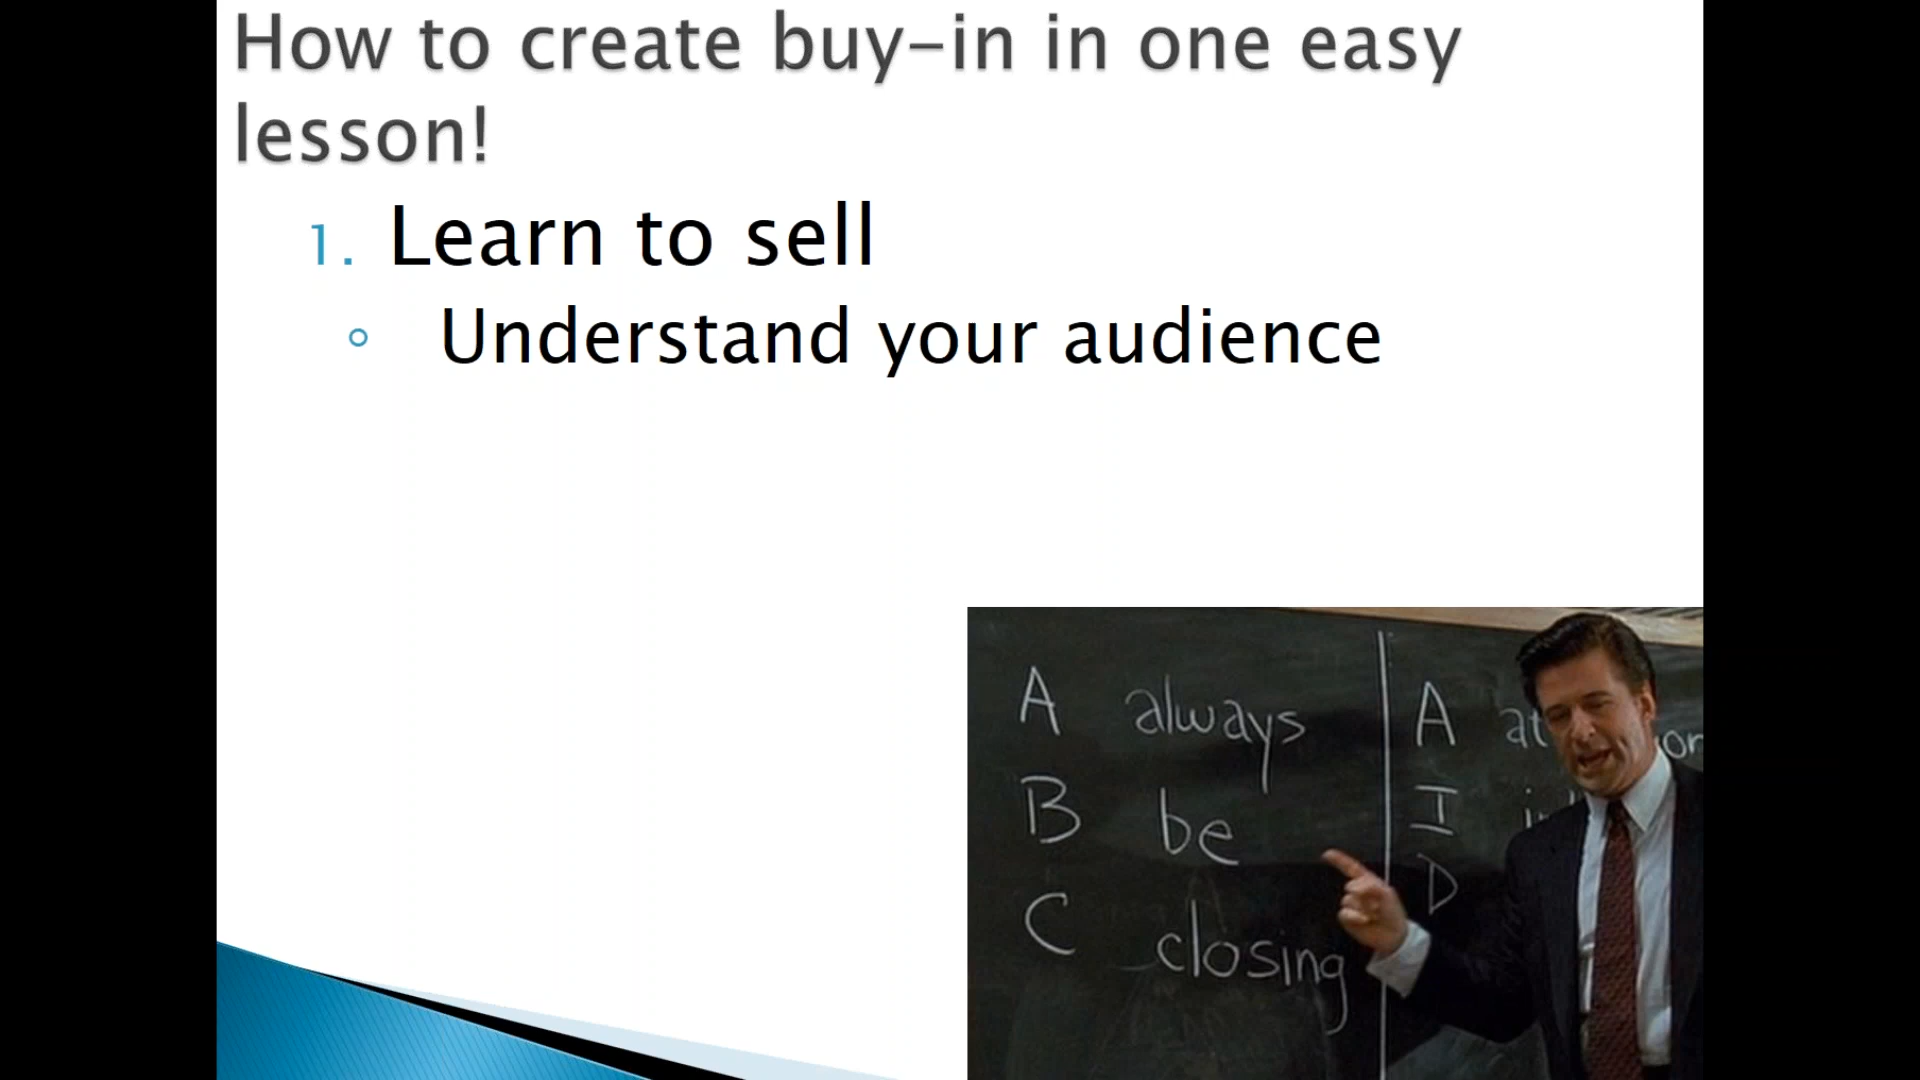 How to create buy-in in one easy
lesson!
1. Learn to sell
Understand your audience
A always
B be
C closing
A
I
D